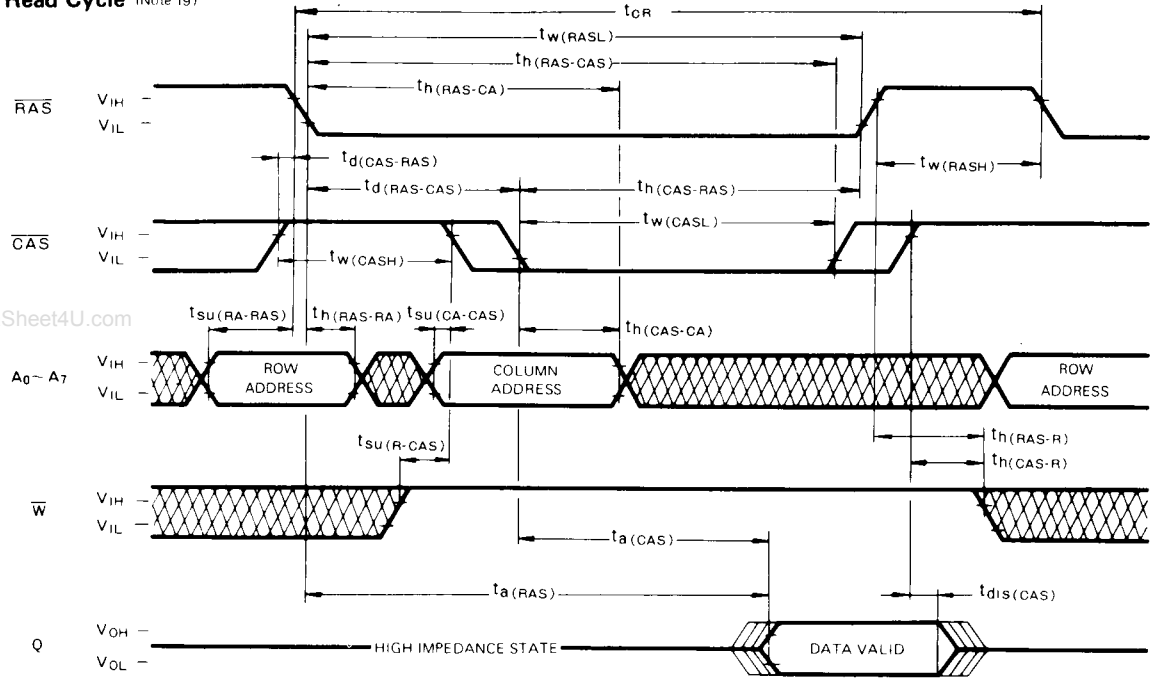 Read Cycle (Note 19)
tCR
tw(RASL)
th(RAS-CAS)
th(RAS-CA)
RAS
VIH
VIL
td(CAS-RAS)
tw(RASH)
td(RAS-CAS)
th(CAS-RAS)
tw(CASL)
CAS
VIH
VIL
tw(CASH)
Sheet4U.com
tsu(RA-RAS)
th(RAS-RA)
tsu(CA-CAS)
th(CAS-CA)
A0~A7
VIH
VIL
ROW
ADDRESS
COLUMN
ADDRESS
ROW
ADDRESS
tsu(R-CAS)
th(RAS-R)
th(CAS-R)
W
VIH
VIL
ta(CAS)
ta(RAS)
tdis(CAS)
Q
VOH
VOL
HIGH IMPEDANCE STATE
DATA VALID